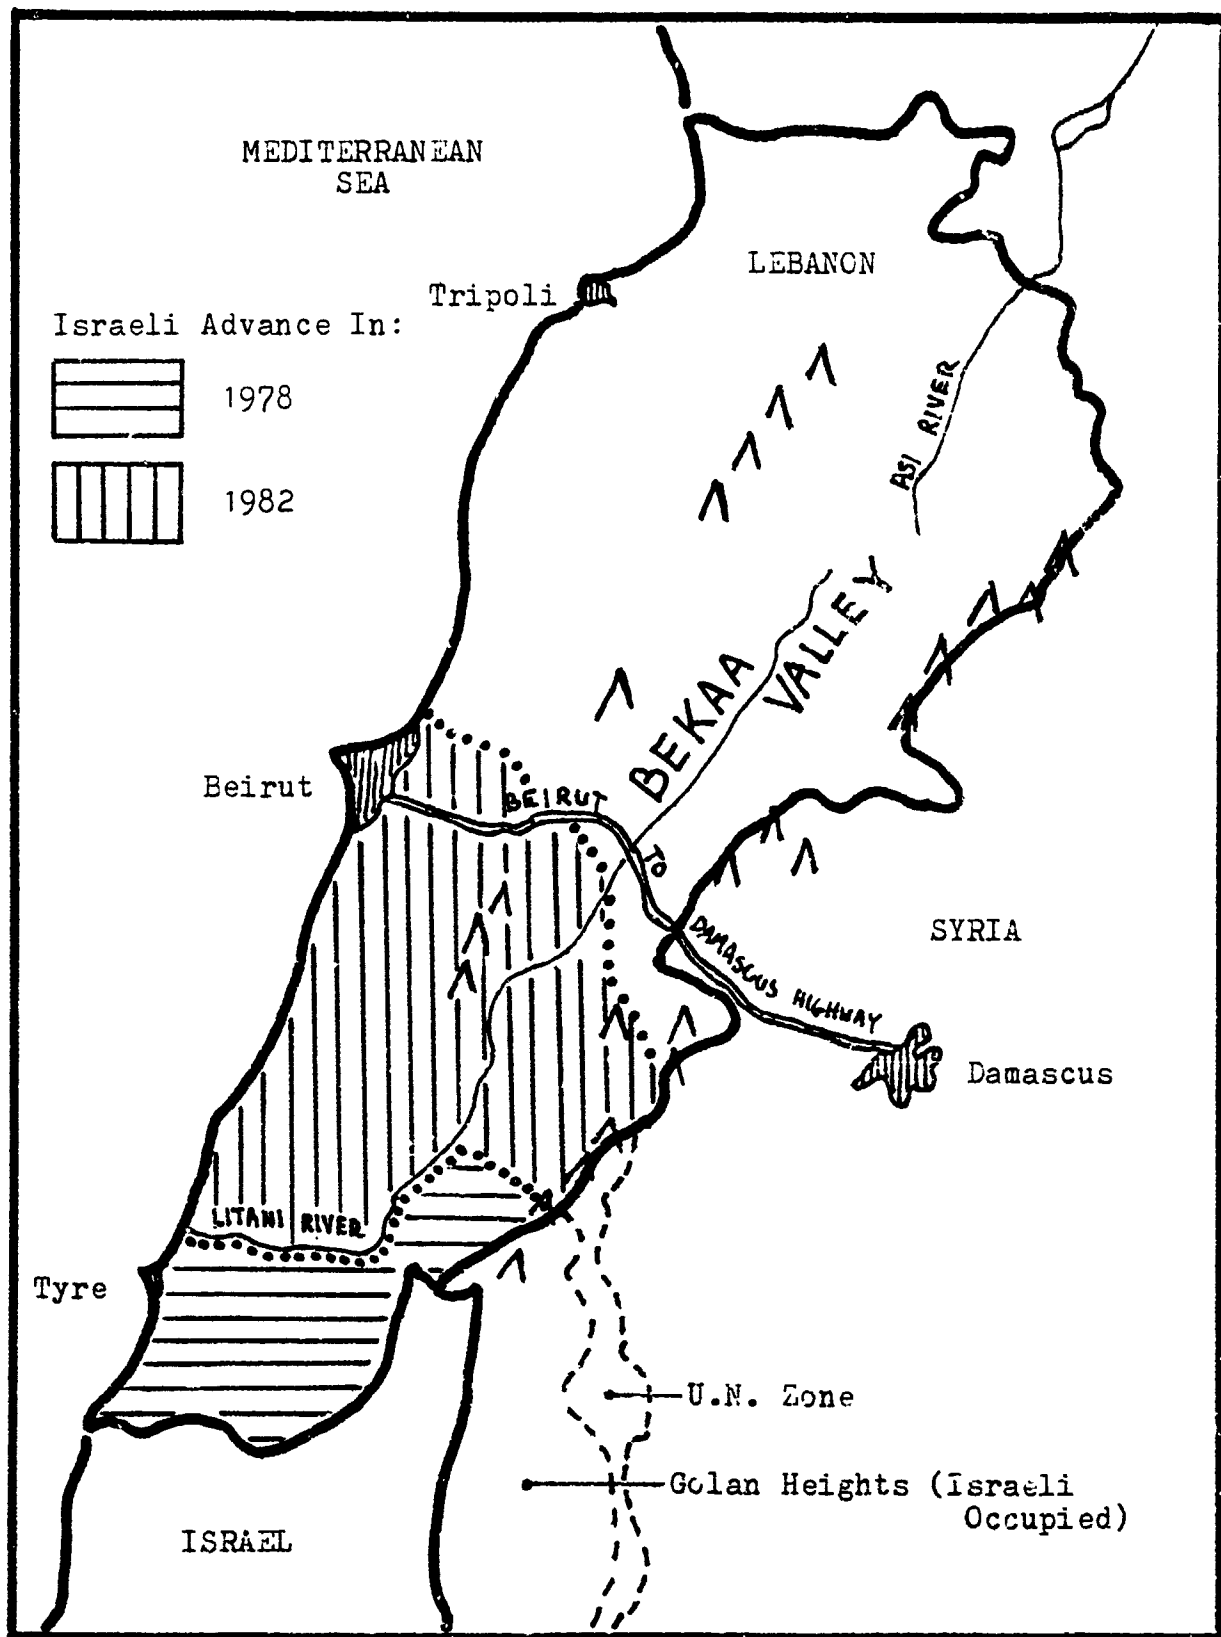 MEDITERRANEAN
SEA
LEBANON
Tripoli
Israeli Advance In:
1978
1982
ASI RIVER
BEKAA
VALLEY
Beirut
BEIRUT
TO
DAMASCUS HIGHWAY
SYRIA
Damascus
LITANI RIVER
Tyre
U.N. Zone
Golan Heights (Israeli
Occupied)
ISRAEL